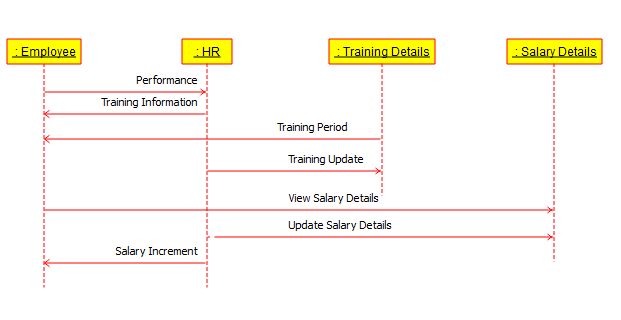 : Employee
: HR
: Training Details
: Salary Details
Performance
Training Information
Training Period
Training Update
View Salary Details
Update Salary Details
Salary Increment